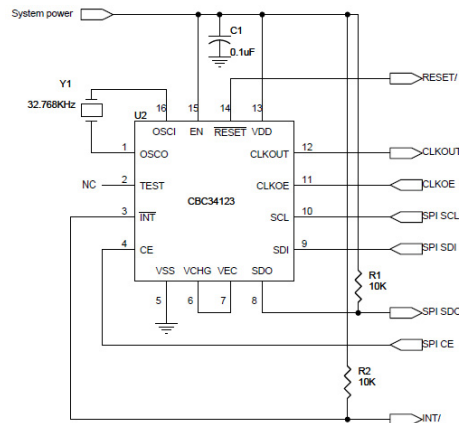 System power
C1
0.1uF
Y1
32.768KHz
RESET/
16
15
14
13
U2
OSCI
EN
RESET
VDD
1
OSCO
CLKOUT
12
CLKOUT
NC
2
TEST
CLKOE
11
CLKOE
CBC34123
3
INT
SCL
10
SPI SCL
4
CE
SDI
9
SPI SDI
VSS
VCHG
VEC
SDO
5
6
7
8
R1
10K
SPI SDO
SPI CE
R2
10K
INT/